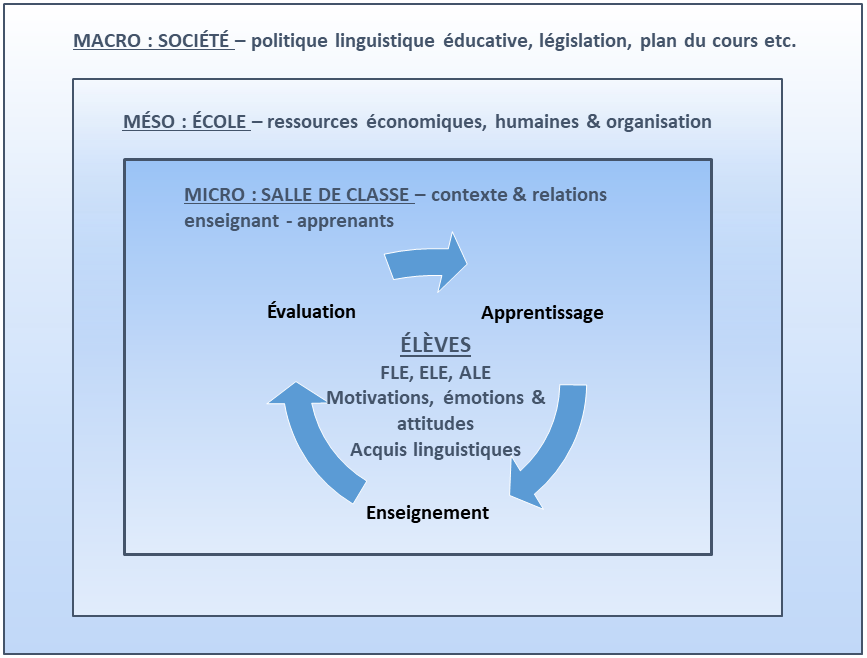 MACRO : SOCIÉTÉ – politique linguistique éducative, législation, plan du cours etc.
MÉSO : ÉCOLE – ressources économiques, humaines & organisation
MICRO : SALLE DE CLASSE – contexte & relations
enseignant - apprenants
Évaluation
Apprentissage
ÉLÈVES
FLE, ELE, ALE
Motivations, émotions &
attitudes
Acquis linguistiques
Enseignement